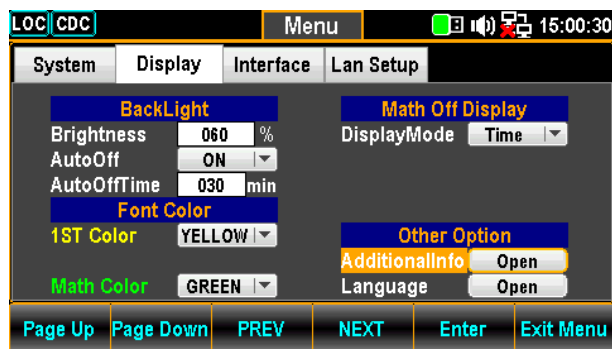 LOC CDC Menu 15:00:30
System Display Interface Lan Setup
BackLight
Brightness 060 %
AutoOff ON
AutoOffTime 030 min
Font Color
1ST Color YELLOW
Math Color GREEN
Math Off Display
DisplayMode Time
Other Option
AdditionalInfo Open
Language Open
Page Up Page Down PREV NEXT Enter Exit Menu